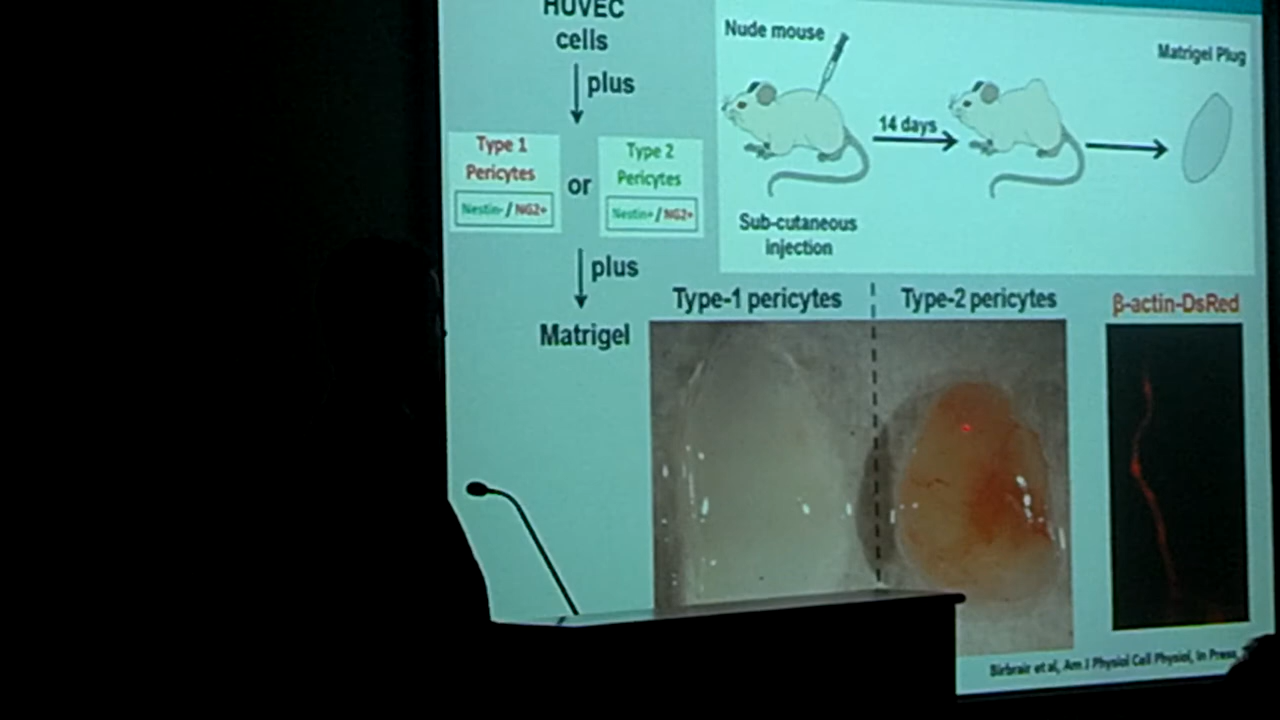 HUVEC
cells
plus
Type 1
Pericytes
Nestin-/NG2+
or
Type 2
Pericytes
Nestin+/NG2+
plus
Matrigel
Nude mouse
14 days
Matrigel Plug
Sub-cutaneous
injection
Type-1 pericytes
Type-2 pericytes
β-actin-DsRed
Birbrair et al, Am J Physiol Cell Physiol, In Press,